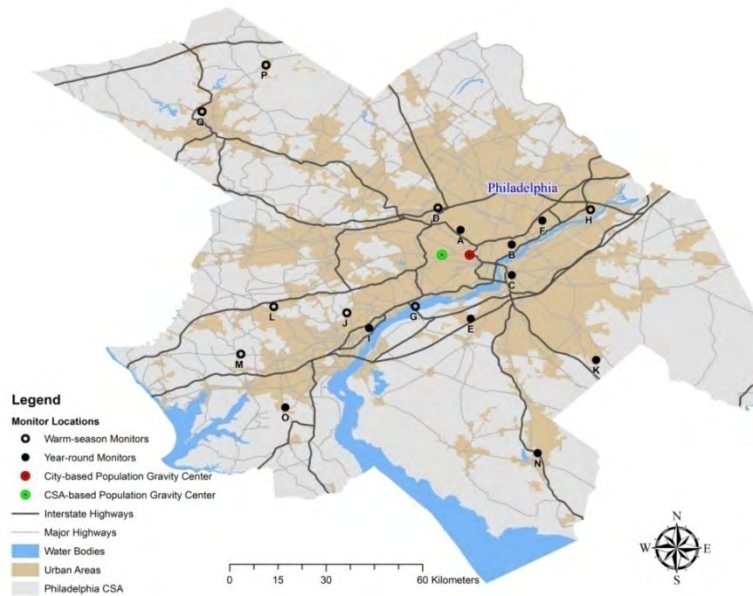 P
Q
Philadelphia
D
H
A
F
B
C
L
J
G
I
E
M
K
O
N
Legend
Monitor Locations
Warm-season Monitors
Year-round Monitors
City-based Population Gravity Center
CSA-based Population Gravity Center
Interstate Highways
Major Highways
Water Bodies
Urban Areas
Philadelphia CSA
0 15 30 60 Kilometers
N
W E
S